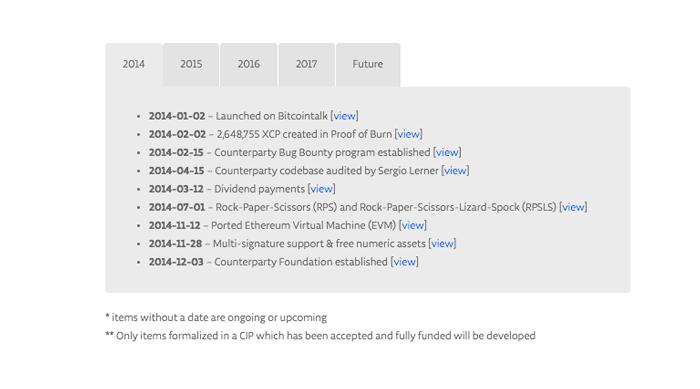 2014 2015 2016 2017 Future
• 2014-01-02 – Launched on Bitcointalk [view]
• 2014-02-02 – 2,648,755 XCP created in Proof of Burn [view]
• 2014-02-15 – Counterparty Bug Bounty program established [view]
• 2014-04-15 – Counterparty codebase audited by Sergio Lerner [view]
• 2014-03-12 – Dividend payments [view]
• 2014-07-01 – Rock-Paper-Scissors (RPS) and Rock-Paper-Scissors-Lizard-Spock (RPSLS) [view]
• 2014-11-12 – Ported Ethereum Virtual Machine (EVM) [view]
• 2014-11-28 – Multi-signature support & free numeric assets [view]
• 2014-12-03 – Counterparty Foundation established [view]
* items without a date are ongoing or upcoming
** Only items formalized in a CIP which has been accepted and fully funded will be developed